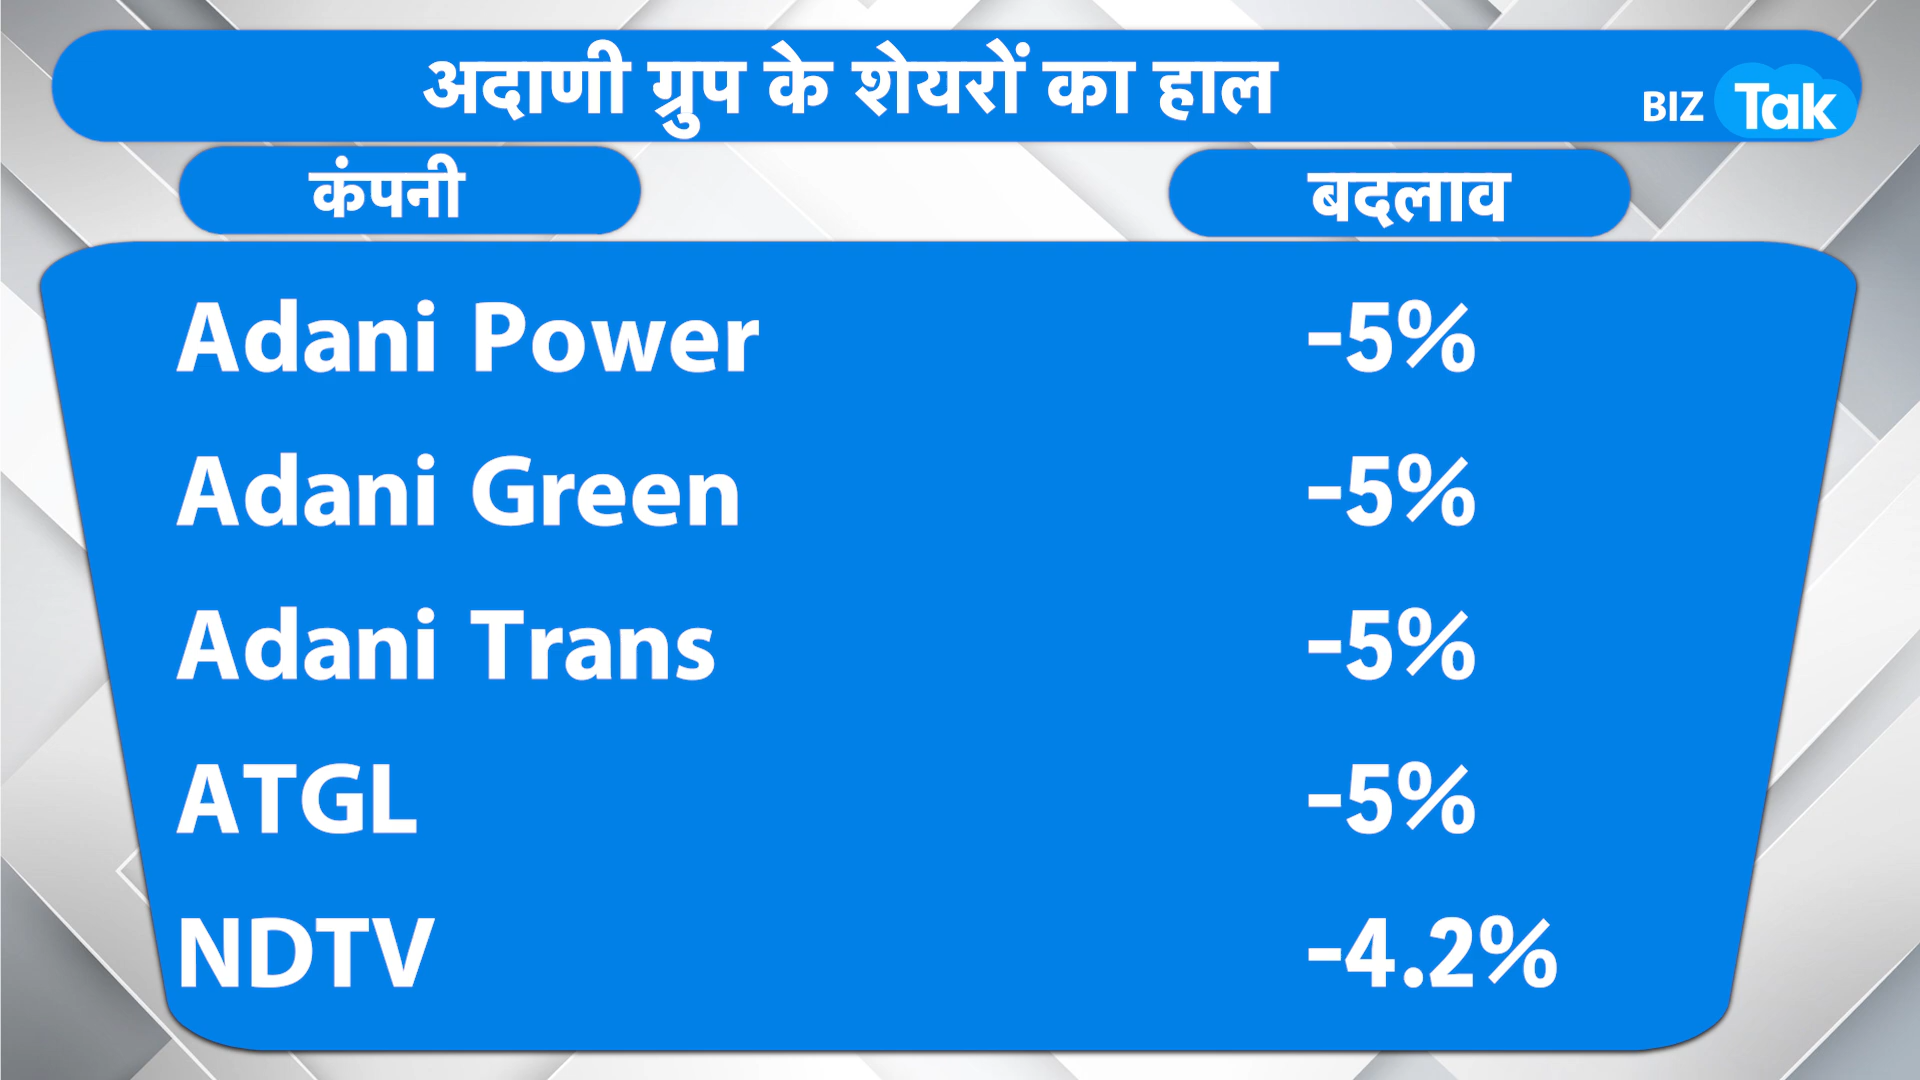 अदाणी ग्रुप के शेयरों का हाल
BIZ Tak
कंपनी बदलाव
Adani Power -5%
Adani Green -5%
Adani Trans -5%
ATGL -5%
NDTV -4.2%